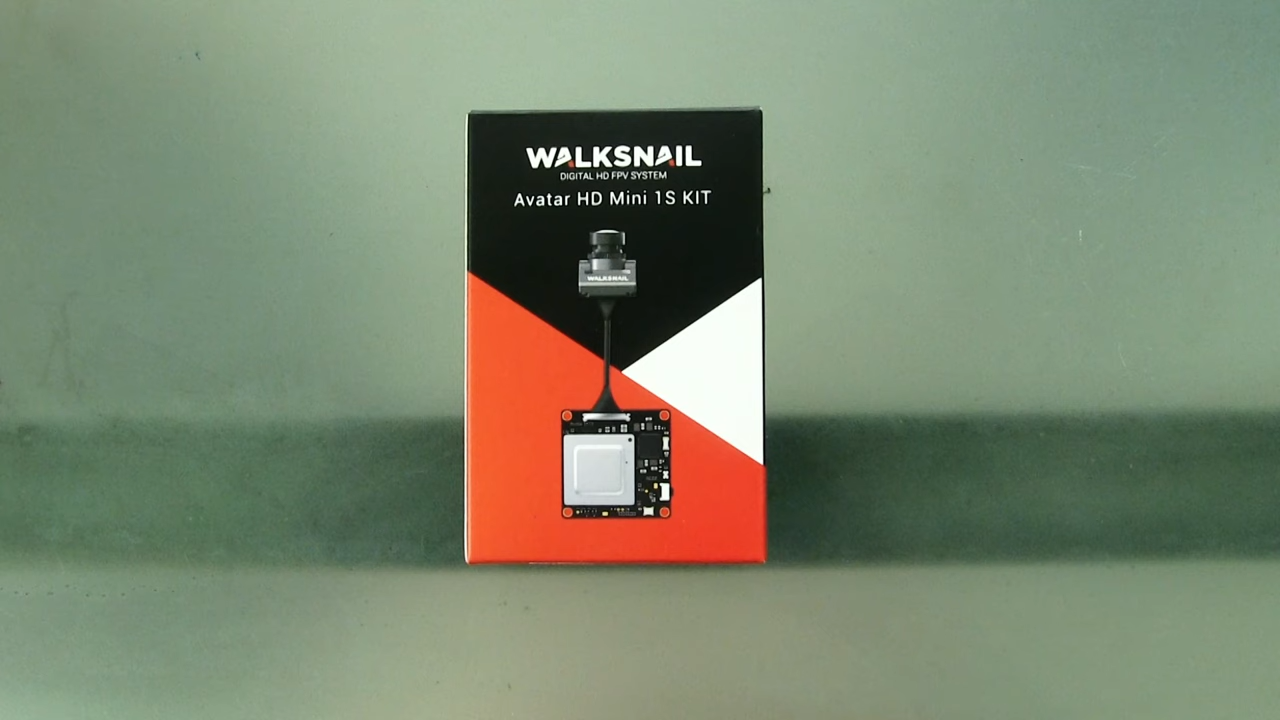 WALKSNAIL
DIGITAL HD FPV SYSTEM
Avatar HD Mini 1S KIT
WALKSNAIL